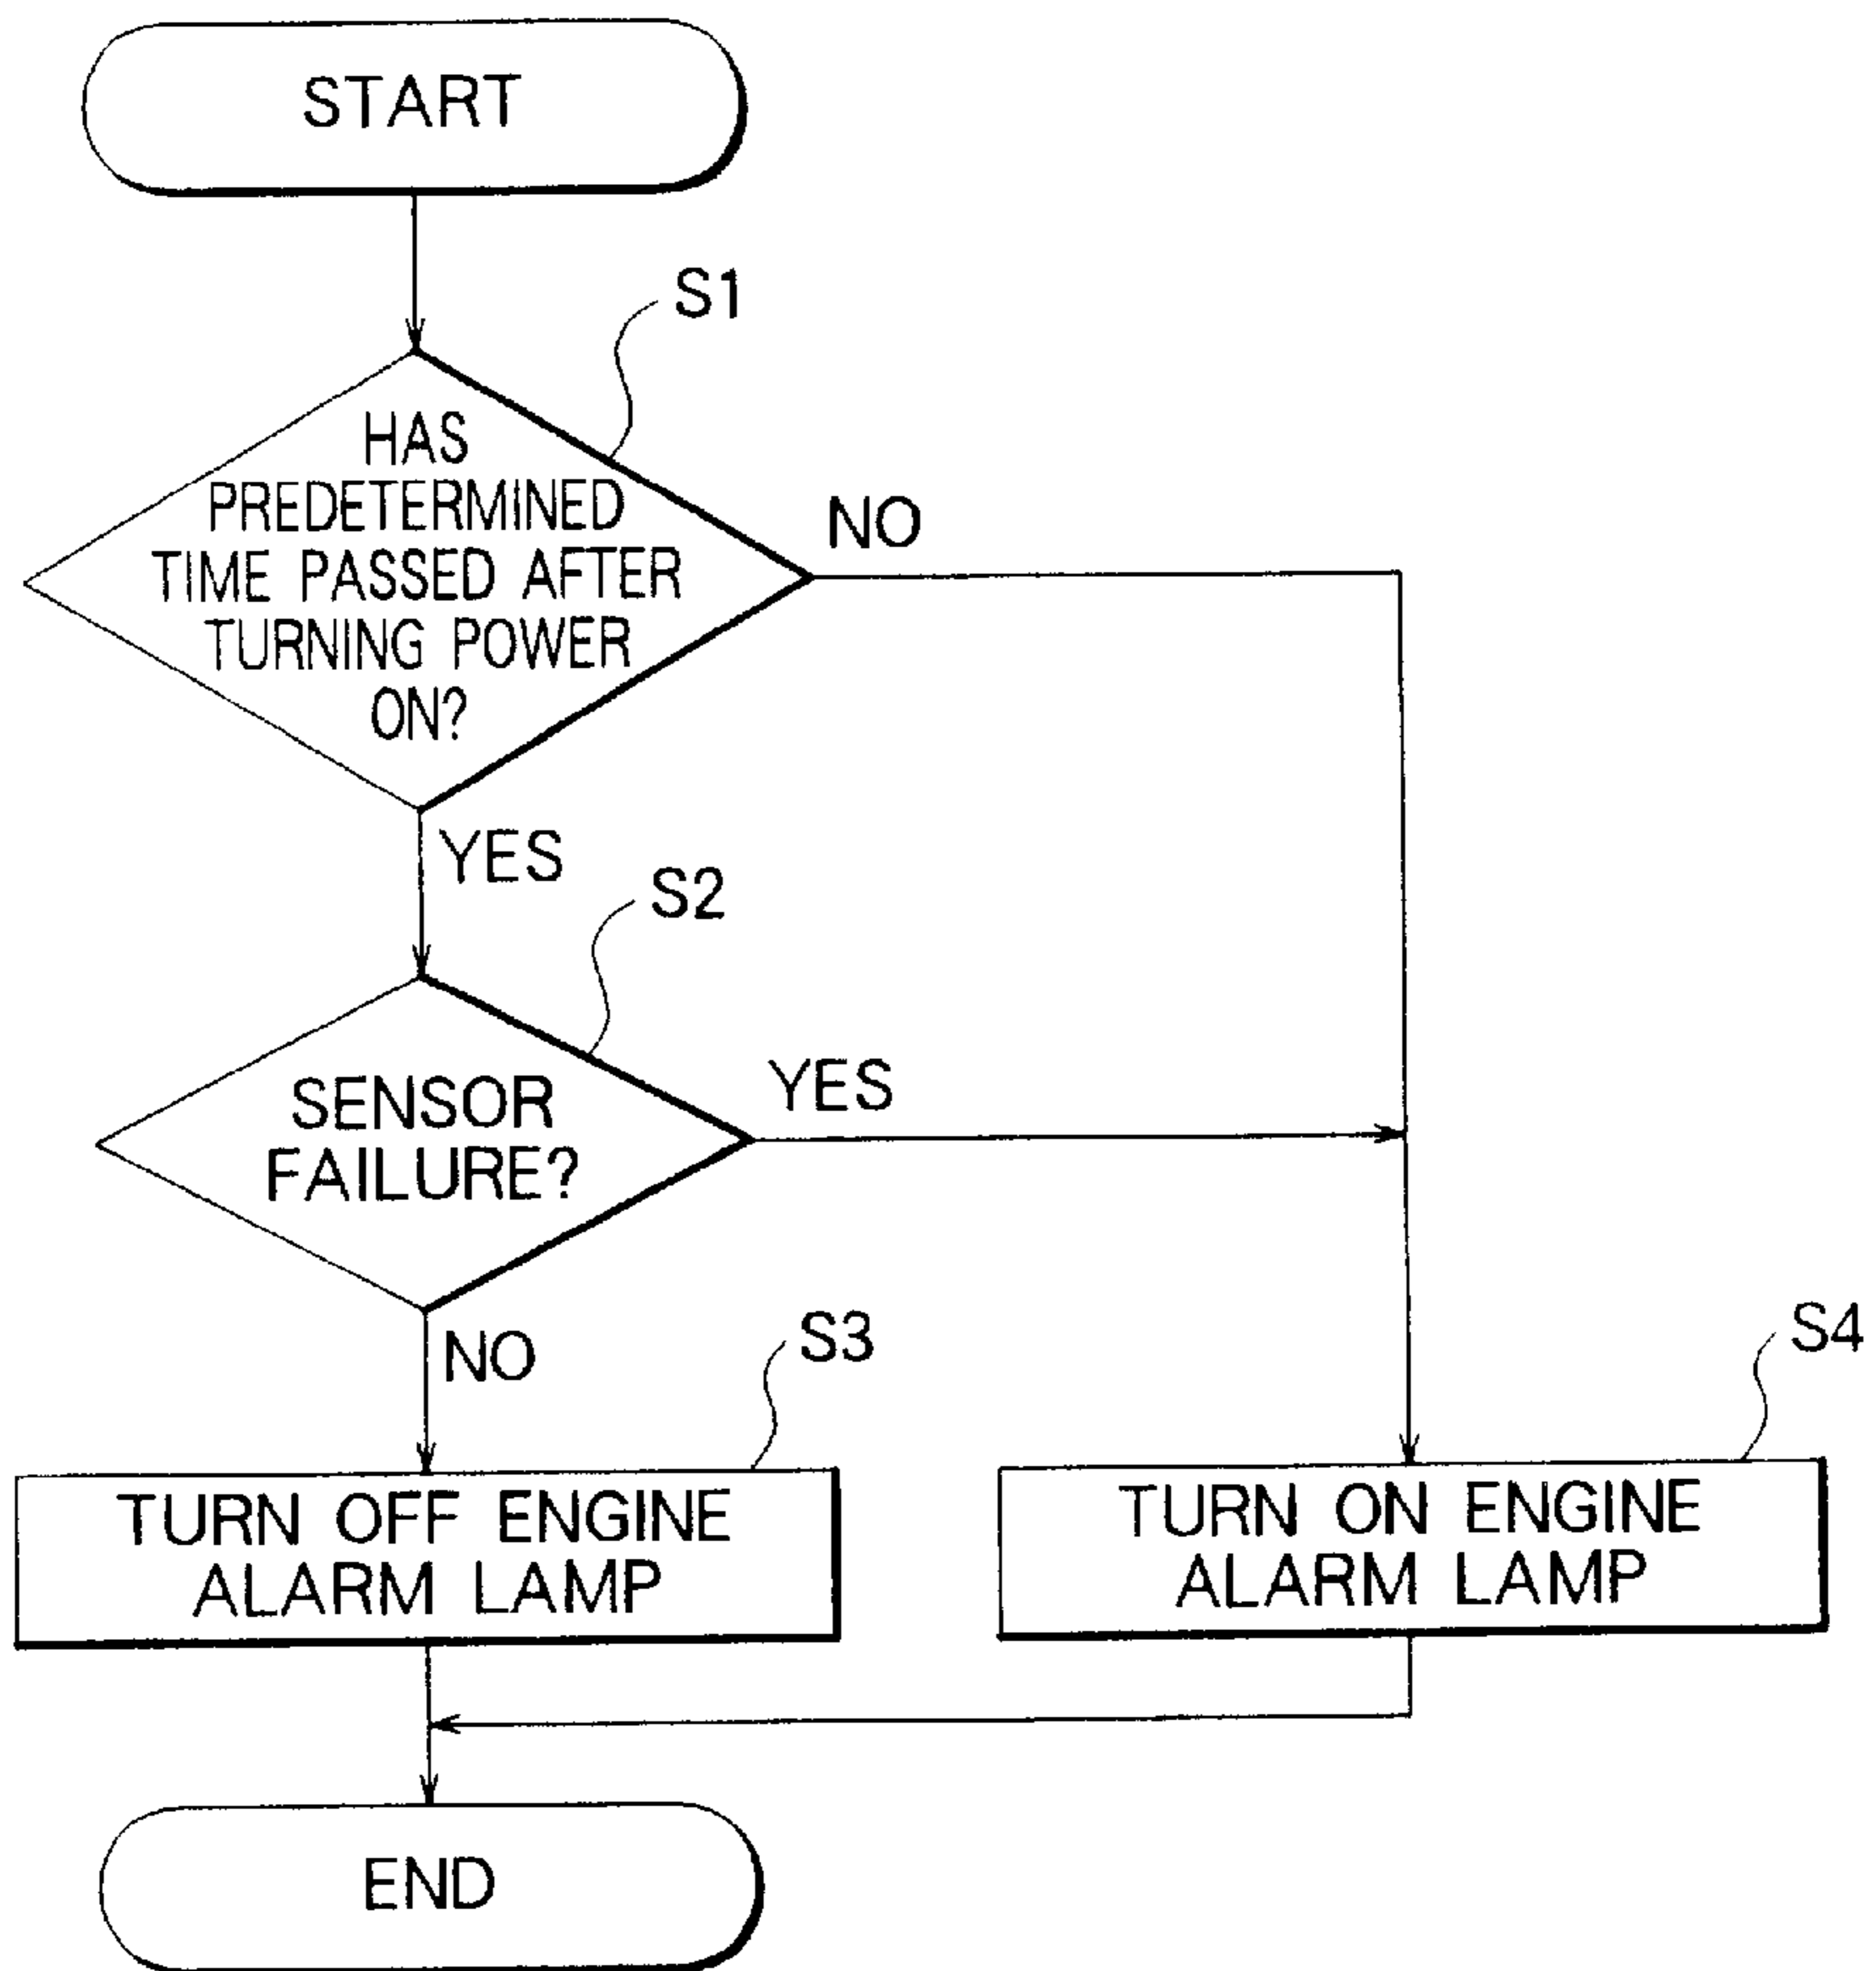 START
S1
HAS
PREDETERMINED
TIME PASSED AFTER
TURNING POWER
ON?
NO
YES
S2
SENSOR
FAILURE?
YES
NO
S3
S4
TURN OFF ENGINE
ALARM LAMP
TURN ON ENGINE
ALARM LAMP
END